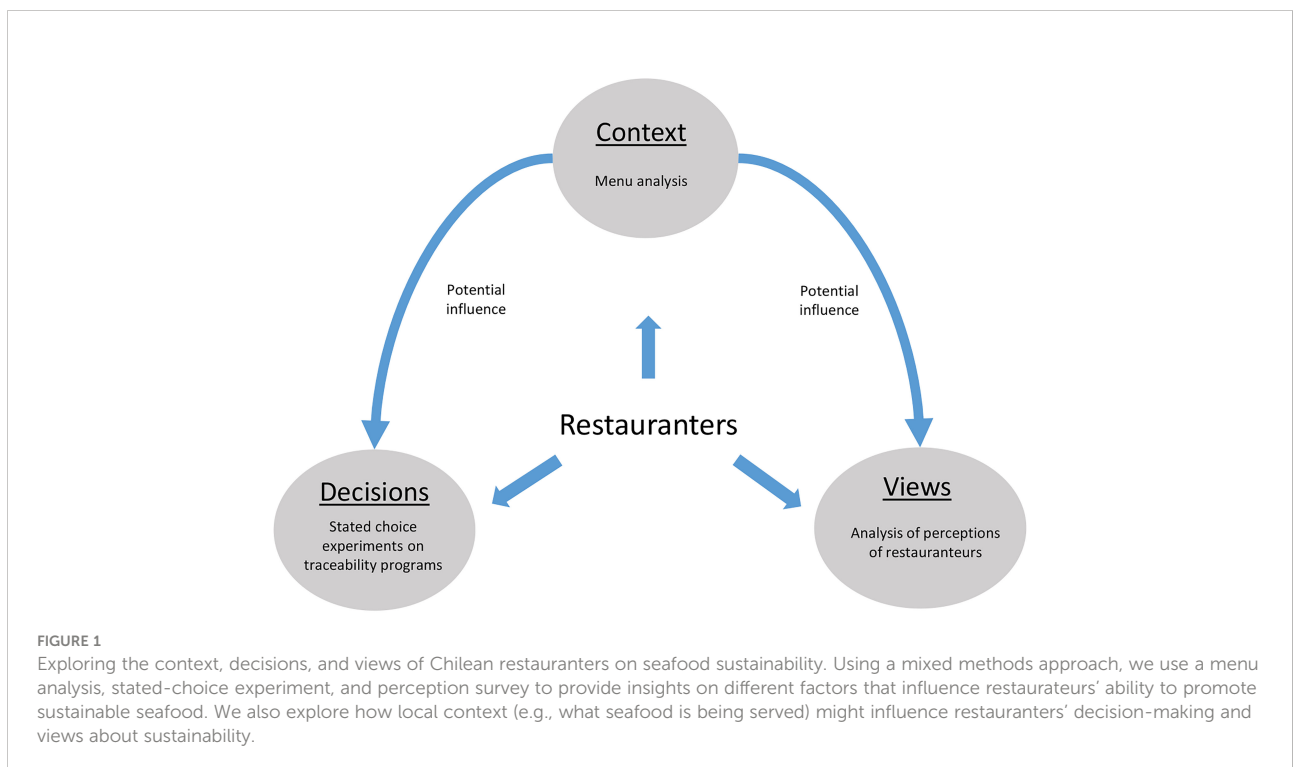 Context
Menu analysis
Potential
influence
Potential
influence
Restauranters
Decisions
Stated choice
experiments on
traceability programs
Views
Analysis of perceptions
of restauranteurs
FIGURE 1
Exploring the context, decisions, and views of Chilean restauranters on seafood sustainability. Using a mixed methods approach, we use a menu
analysis, stated-choice experiment, and perception survey to provide insights on different factors that influence restaurateurs’ ability to promote
sustainable seafood. We also explore how local context (e.g., what seafood is being served) might influence restauranters’ decision-making and
views about sustainability.